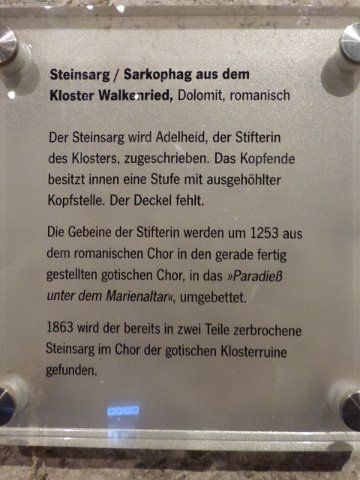 Steinsarg / Sarkophag aus dem
Kloster Walkenried, Dolomit, romanisch
Der Steinsarg wird Adelheid, der Stifterin
des Klosters, zugeschrieben. Das Kopfende
besitzt innen eine Stufe mit ausgehöhlter
Kopfstelle. Der Deckel fehlt.
Die Gebeine der Stifterin werden um 1253 aus
dem romanischen Chor in den gerade fertig
gestellten gotischen Chor, in das »Paradieß
unter dem Marienaltar«, umgebettet.
1863 wird der bereits in zwei Teile zerbrochene
Steinsarg im Chor der gotischen Klosterruine
gefunden.